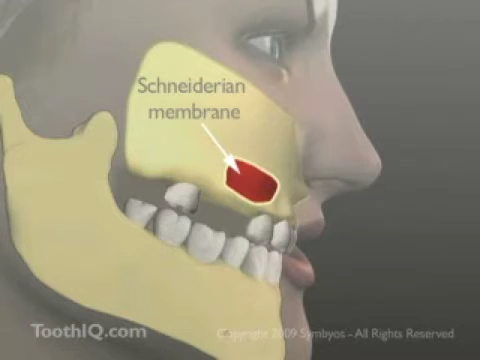 Schneiderian
membrane
ToothIQ.com
Copyright 2009 Symbyos - All Rights Reserved